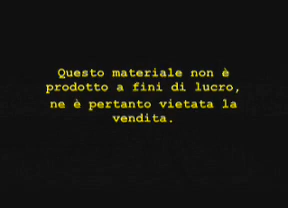 Questo materiale non è
prodotto a fini di lucro,
ne è pertanto vietata la
vendita.